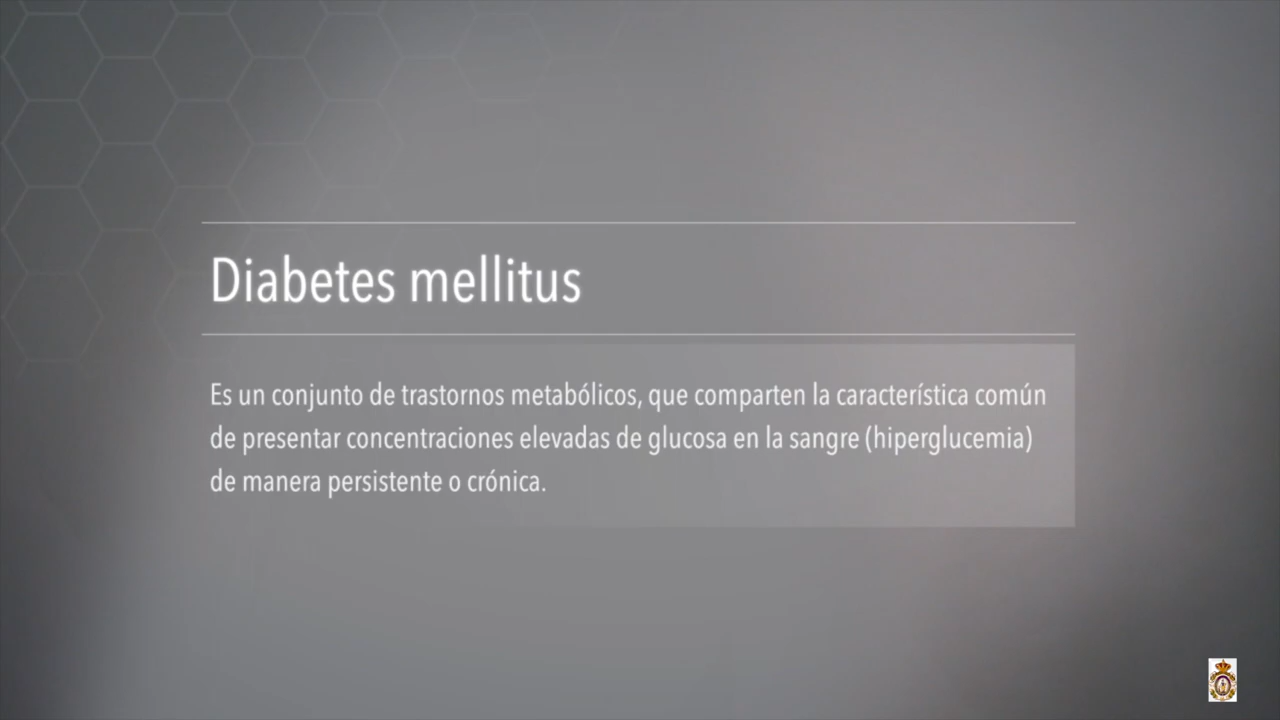 Diabetes mellitus
Es un conjunto de trastornos metabólicos, que comparten la característica común
de presentar concentraciones elevadas de glucosa en la sangre (hiperglucemia)
de manera persistente o crónica.